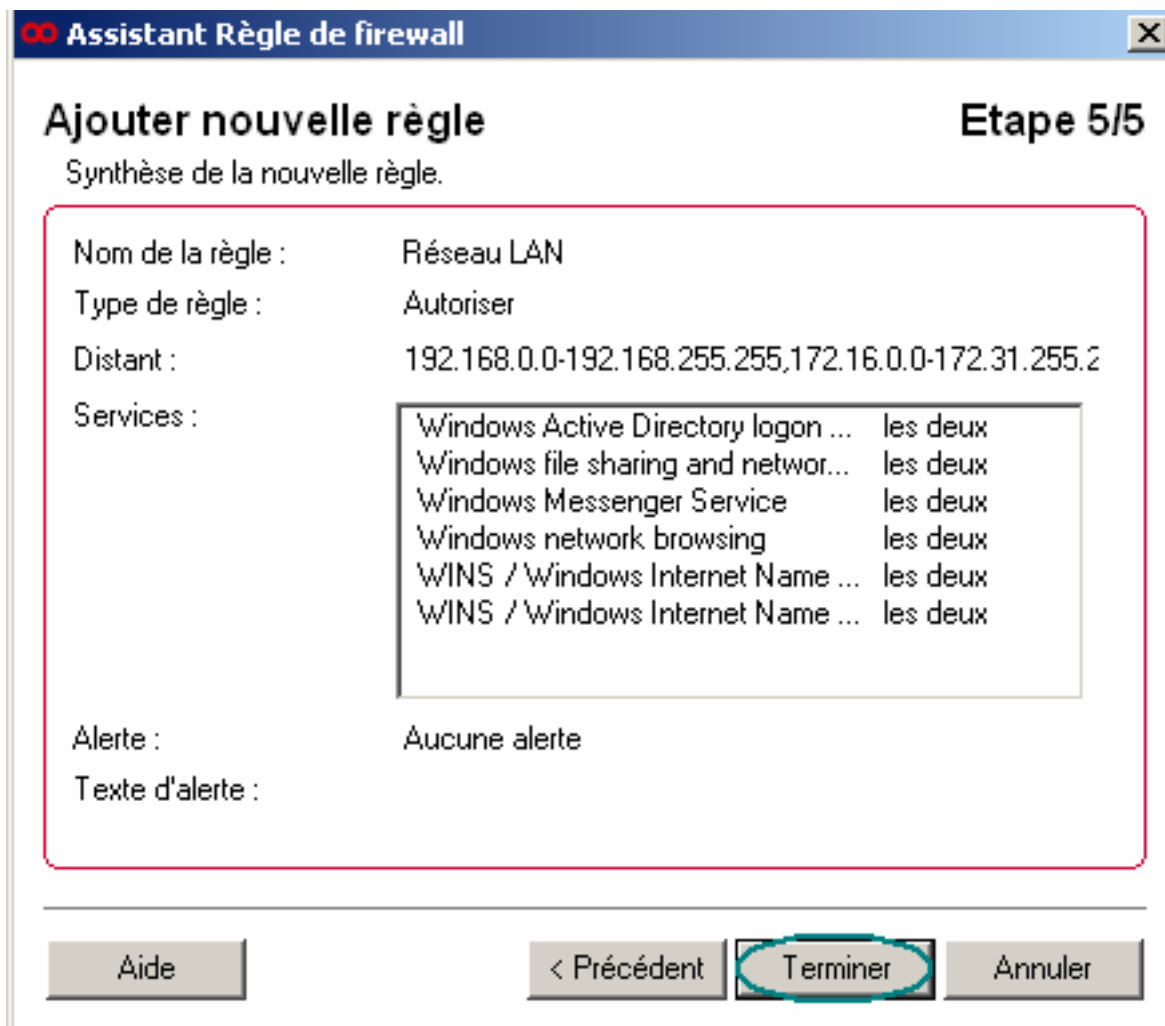 Assistant Règle de firewall
Ajouter nouvelle règle Etape 5/5
Synthèse de la nouvelle règle.
Nom de la règle : Réseau LAN
Type de règle : Autoriser
Distant : 192.168.0.0-192.168.255.255,172.16.0.0-172.31.255.2
Services :
Windows Active Directory logon ... les deux
Windows file sharing and networ... les deux
Windows Messenger Service les deux
Windows network browsing les deux
WINS / Windows Internet Name ... les deux
WINS / Windows Internet Name ... les deux
Alerte : Aucune alerte
Texte d'alerte :
Aide < Précédent Terminer Annuler